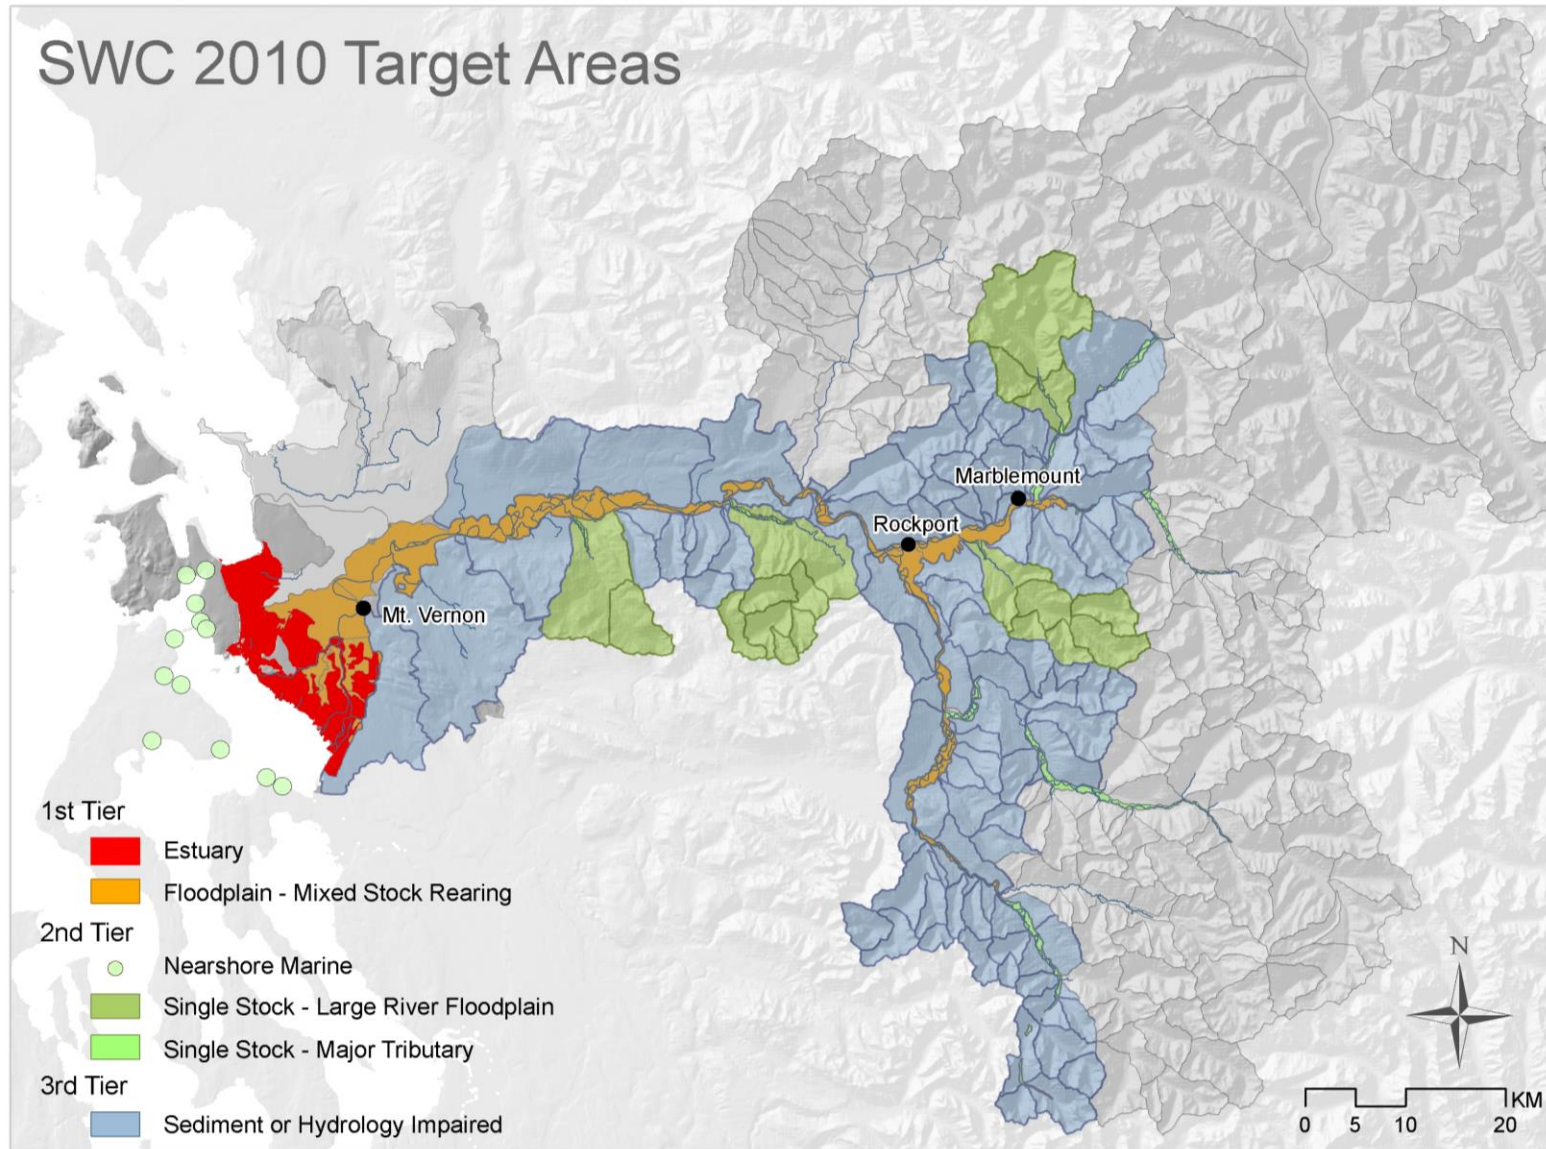 SWC 2010 Target Areas
Marblemount
Rockport
Mt. Vernon
1st Tier
Estuary
Floodplain - Mixed Stock Rearing
2nd Tier
Nearshore Marine
Single Stock - Large River Floodplain
Single Stock - Major Tributary
3rd Tier
Sediment or Hydrology Impaired
N
KM
0 5 10 20